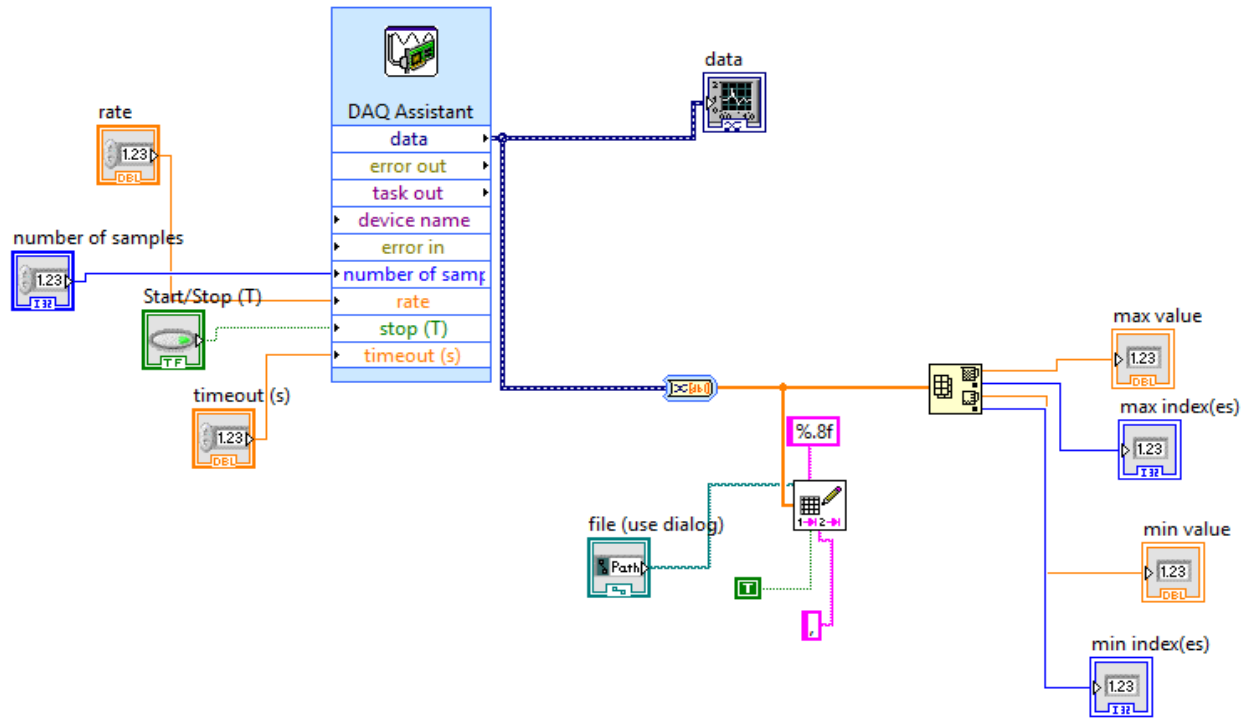 data
rate
1.23
DBL
DAQ Assistant
data
error out
task out
device name
error in
number of samp
rate
stop (T)
timeout (s)
number of samples
1.23
I32
Start/Stop (T)
TF
timeout (s)
1.23
DBL
%.8f
file (use dialog)
Path
1 2
T
,
max value
1.23
DBL
max index(es)
1.23
I32
min value
1.23
DBL
min index(es)
1.23
I32